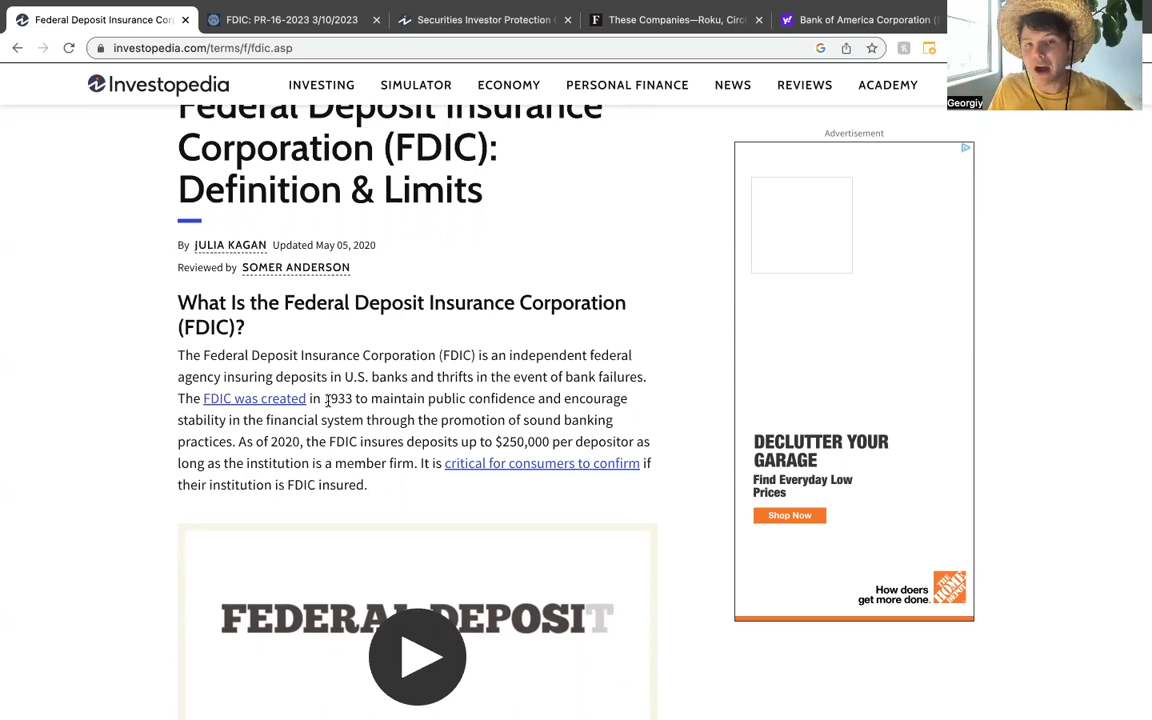 Federal Deposit Insurance Cor
FDIC: PR-16-2023 3/10/2023
Securities Investor Protection
These Companies—Roku, Circ
Bank of America Corporation (
investopedia.com/terms/f/fdic.asp
Georgiy
Investopedia
INVESTING
SIMULATOR
ECONOMY
PERSONAL FINANCE
NEWS
REVIEWS
ACADEMY
Federal Deposit Insurance
Corporation (FDIC):
Definition & Limits
By JULIA KAGAN Updated May 05, 2020
Reviewed by SOMER ANDERSON
What Is the Federal Deposit Insurance Corporation
(FDIC)?
The Federal Deposit Insurance Corporation (FDIC) is an independent federal
agency insuring deposits in U.S. banks and thrifts in the event of bank failures.
The FDIC was created in 1933 to maintain public confidence and encourage
stability in the financial system through the promotion of sound banking
practices. As of 2020, the FDIC insures deposits up to $250,000 per depositor as
long as the institution is a member firm. It is critical for consumers to confirm if
their institution is FDIC insured.
FEDERAL DEPOSIT
Advertisement
DECLUTTER YOUR
GARAGE
Find Everyday Low
Prices
Shop Now
How doers
get more done.
THE HOME DEPOT